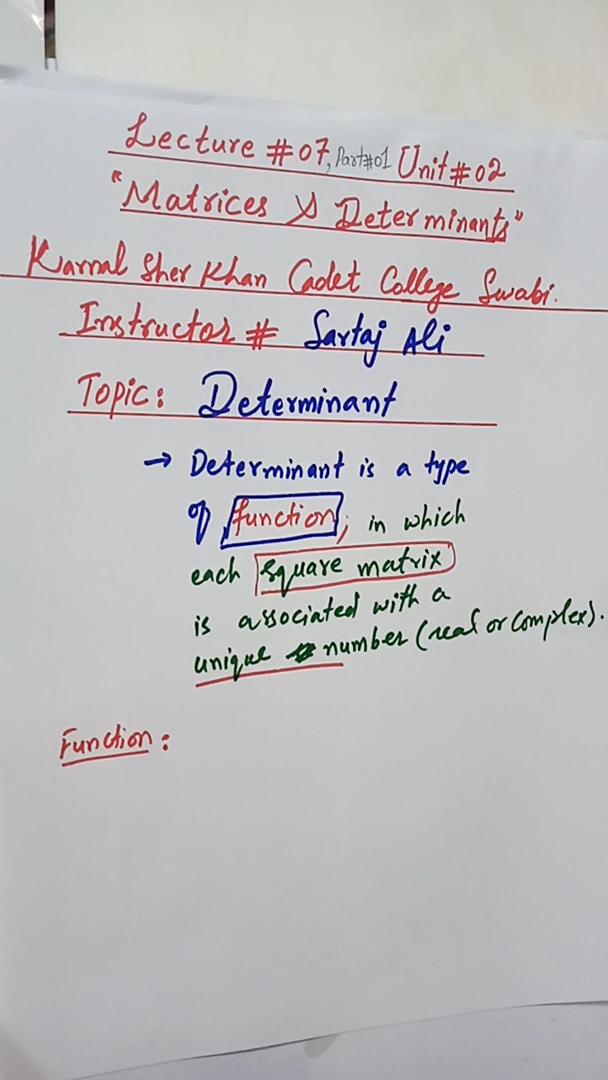 Lecture #07, Part#01 Unit#02
"Matrices & Determinants"
Karnal Sher Khan Cadet College Swabi.
Instructor # Sartaj Ali
Topic: Determinant
→ Determinant is a type
of function; in which
each square matrix
is associated with a
unique number (real or complex).
Function: